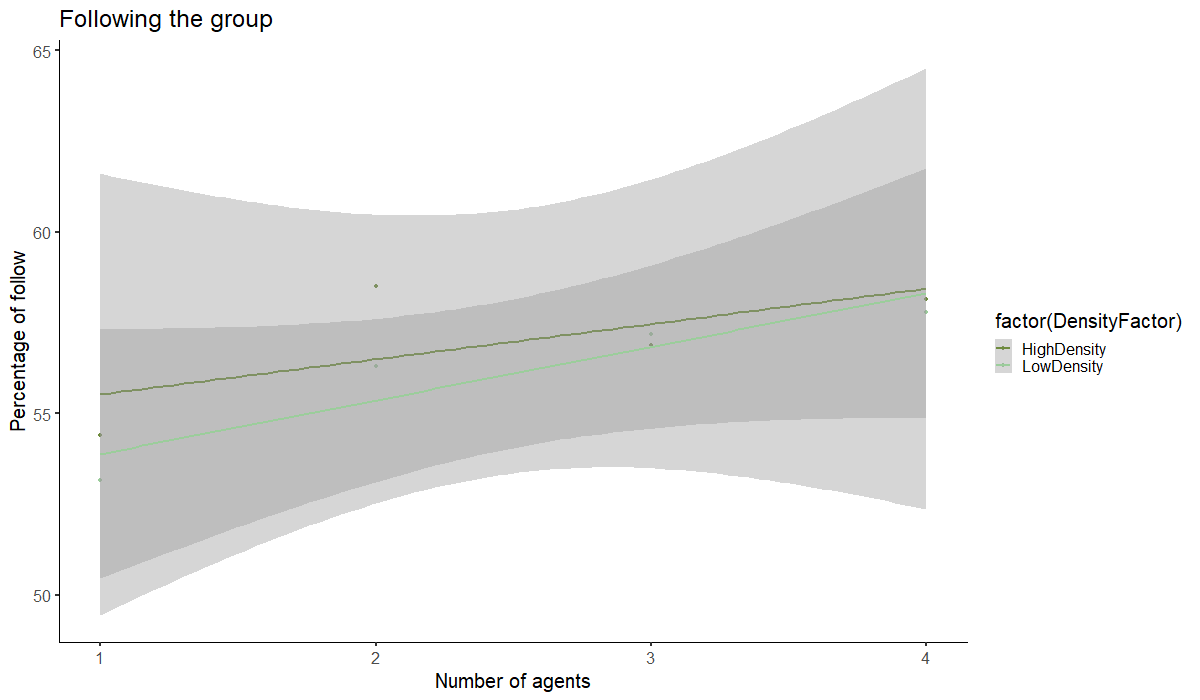 Following the group
Percentage of follow
65
60
55
50
1 2 3 4
Number of agents
factor(DensityFactor)
HighDensity
LowDensity